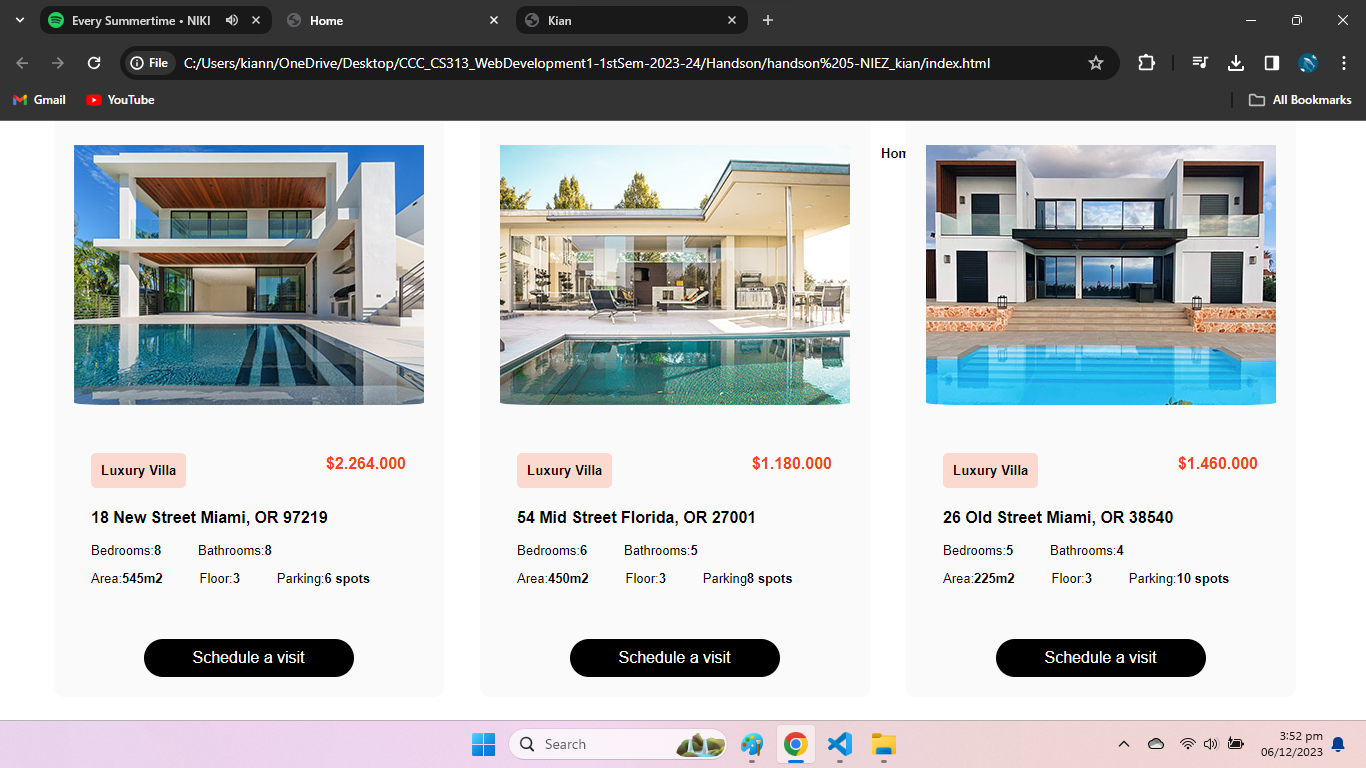 Every Summertime • NIKI
Home
Kian
File
C:/Users/kiann/OneDrive/Desktop/CCC_CS313_WebDevelopment1-1stSem-2023-24/Handson/handson%205-NIEZ_kian/index.html
Gmail
YouTube
All Bookmarks
Hom
Luxury Villa
$2.264.000
18 New Street Miami, OR 97219
Bedrooms:8 Bathrooms:8
Area:545m2 Floor:3 Parking:6 spots
Schedule a visit
Luxury Villa
$1.180.000
54 Mid Street Florida, OR 27001
Bedrooms:6 Bathrooms:5
Area:450m2 Floor:3 Parking8 spots
Schedule a visit
Luxury Villa
$1.460.000
26 Old Street Miami, OR 38540
Bedrooms:5 Bathrooms:4
Area:225m2 Floor:3 Parking:10 spots
Schedule a visit
Search
3:52 pm
06/12/2023